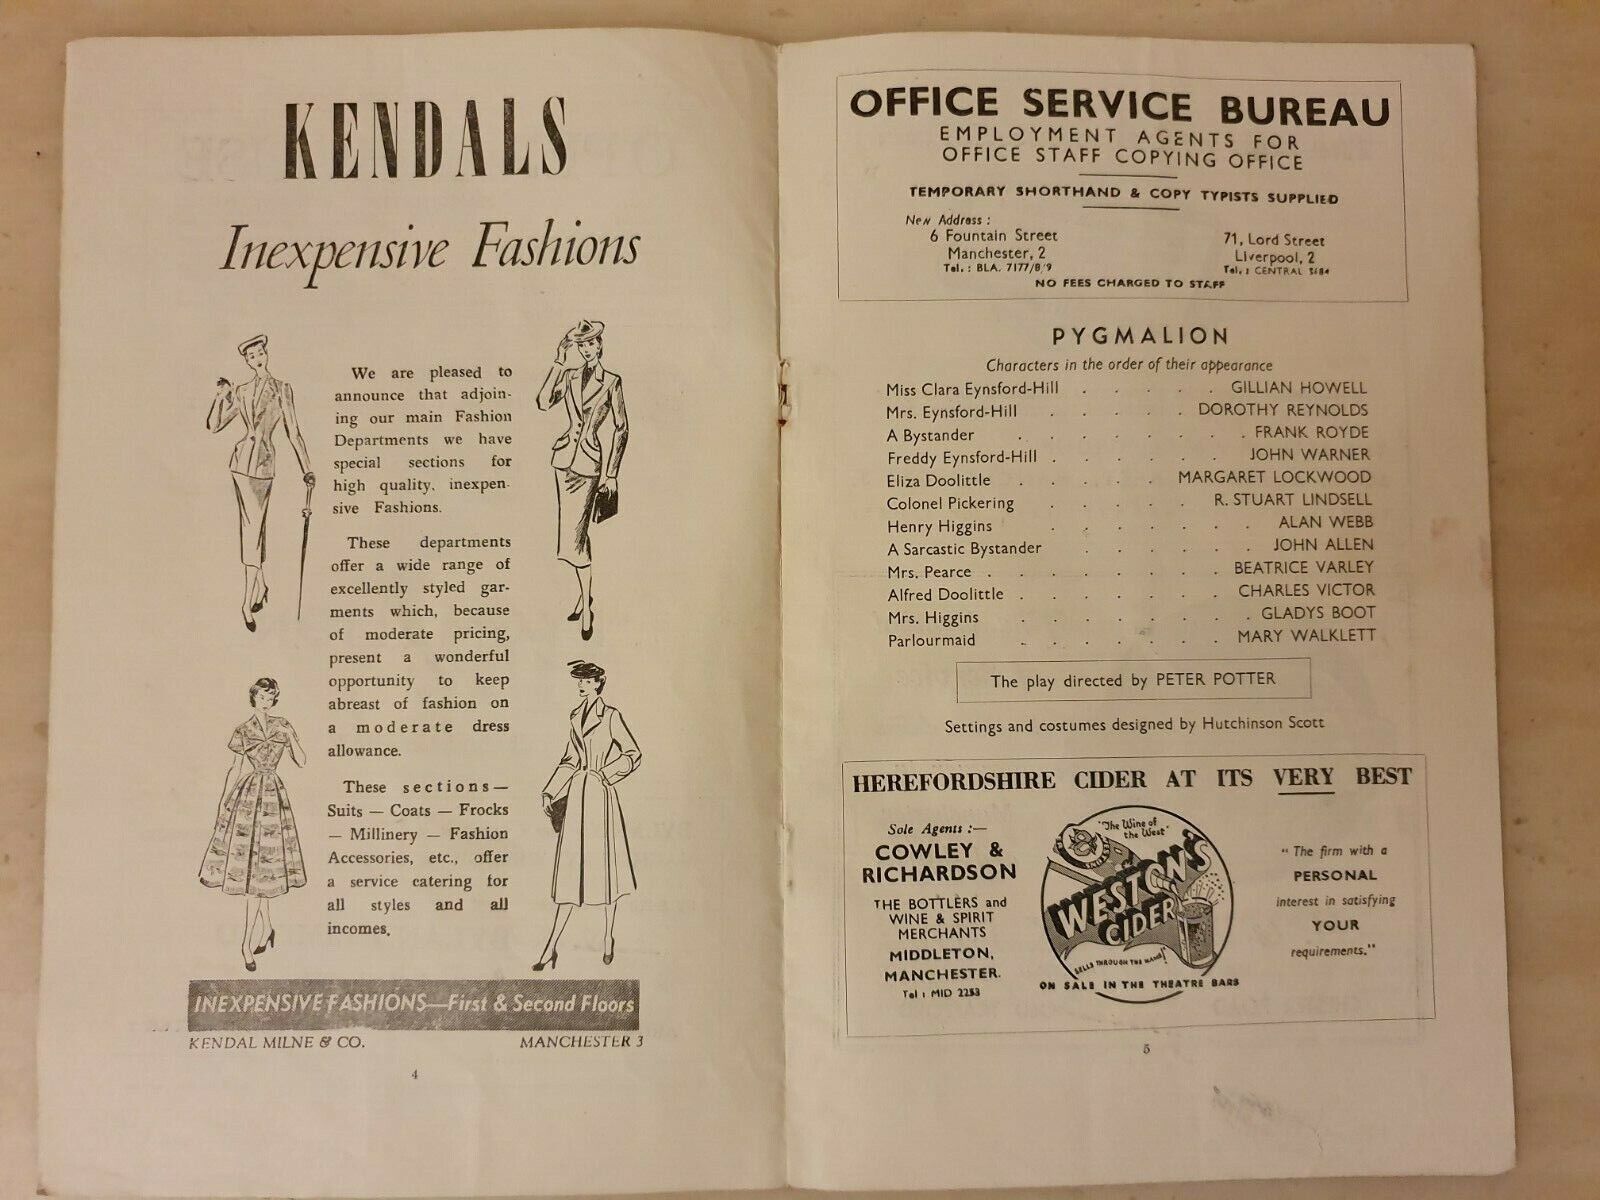 KENDALS
Inexpensive Fashions
We are pleased to
announce that adjoin-
ing our main Fashion
Departments we have
special sections for
high quality, inexpen-
sive Fashions.
These departments
offer a wide range of
excellently styled gar-
ments which, because
of moderate pricing,
present a wonderful
opportunity to keep
abreast of fashion on
a moderate dress
allowance.
These sections—
Suits — Coats — Frocks
— Millinery — Fashion
Accessories, etc., offer
a service catering for
all styles and all
incomes.
INEXPENSIVE FASHIONS—First & Second Floors
KENDAL MILNE & CO. MANCHESTER 3
4
OFFICE SERVICE BUREAU
EMPLOYMENT AGENTS FOR
OFFICE STAFF COPYING OFFICE
TEMPORARY SHORTHAND & COPY TYPISTS SUPPLIED
New Address :
6 Fountain Street
Manchester, 2
Tel. : BLA. 7177/8/9
71, Lord Street
Liverpool, 2
Tel. : CENTRAL
NO FEES CHARGED TO STAFF
PYGMALION
Characters in the order of their appearance
Miss Clara Eynsford-Hill . . . . . GILLIAN HOWELL
Mrs. Eynsford-Hill . . . . . DOROTHY REYNOLDS
A Bystander . . . . . . . . FRANK ROYDE
Freddy Eynsford-Hill . . . . . . JOHN WARNER
Eliza Doolittle . . . . . MARGARET LOCKWOOD
Colonel Pickering . . . . . R. STUART LINDSELL
Henry Higgins . . . . . . . ALAN WEBB
A Sarcastic Bystander . . . . . . JOHN ALLEN
Mrs. Pearce . . . . . . . . BEATRICE VARLEY
Alfred Doolittle . . . . . . . CHARLES VICTOR
Mrs. Higgins . . . . . . . . GLADYS BOOT
Parlourmaid . . . . . . . MARY WALKLETT
The play directed by PETER POTTER
Settings and costumes designed by Hutchinson Scott
HEREFORDSHIRE CIDER AT ITS VERY BEST
Sole Agents :—
COWLEY &
RICHARDSON
THE BOTTLERS and
WINE & SPIRIT
MERCHANTS
MIDDLETON,
MANCHESTER.
Tel : MID 2253
"The Wine of
the West"
WESTON'S
CIDER
SELLS THROUGH THE NAME!
ON SALE IN THE THEATRE BARS
"The firm with a
PERSONAL
interest in satisfying
YOUR
requirements."
5